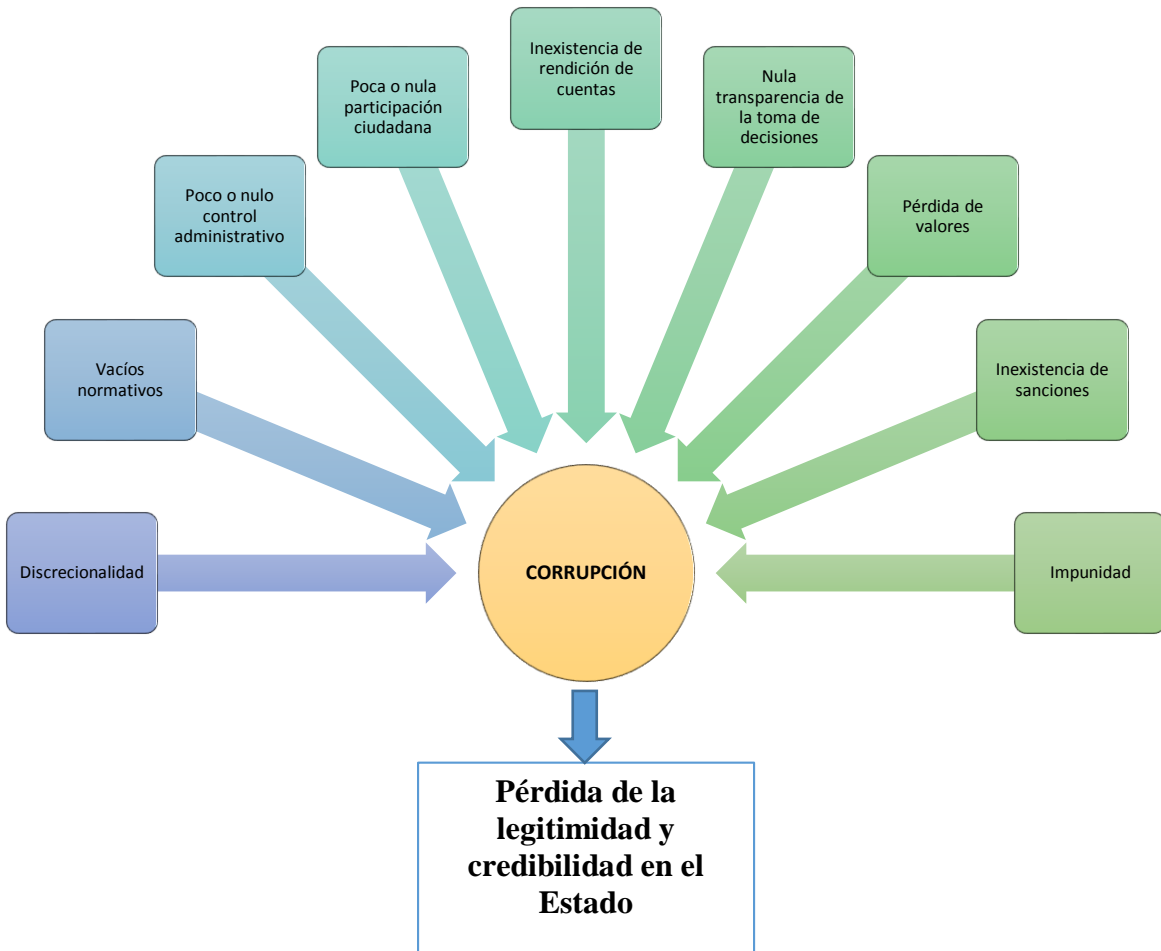 Inexistencia de
rendición de
cuentas
Poca o nula
participación
ciudadana
Nula
transparencia de
la toma de
decisiones
Poco o nulo
control
administrativo
Pérdida de
valores
Vacíos
normativos
Inexistencia de
sanciones
Discrecionalidad
CORRUPCIÓN
Impunidad
Pérdida de la
legitimidad y
credibilidad en el
Estado